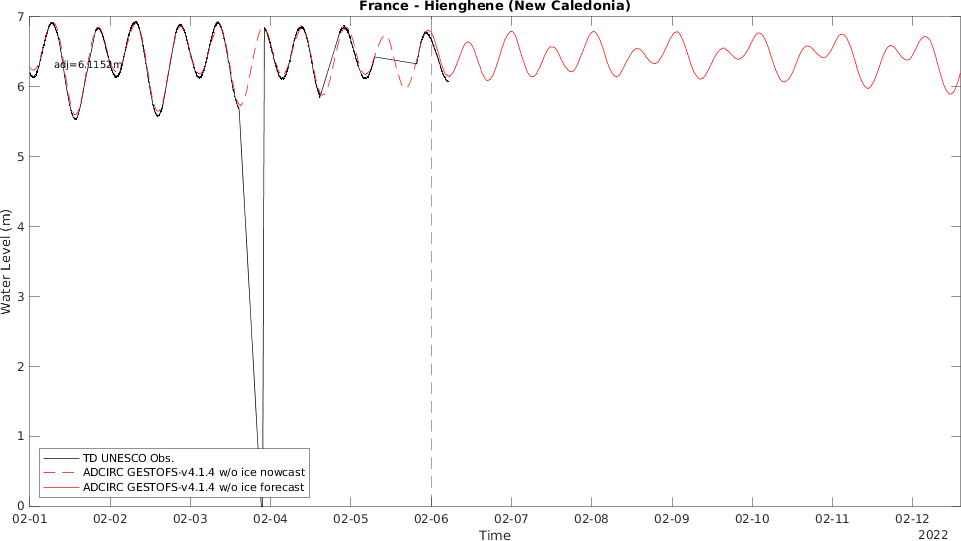 France - Hienghene (New Caledonia)
7
6
5
4
3
2
1
0
Water Level (m)
adj=6.1152m
TD UNESCO Obs.
ADCIRC GESTOFS-v4.1.4 w/o ice nowcast
ADCIRC GESTOFS-v4.1.4 w/o ice forecast
02-01 02-02 02-03 02-04 02-05 02-06 02-07 02-08 02-09 02-10 02-11 02-12
Time
2022